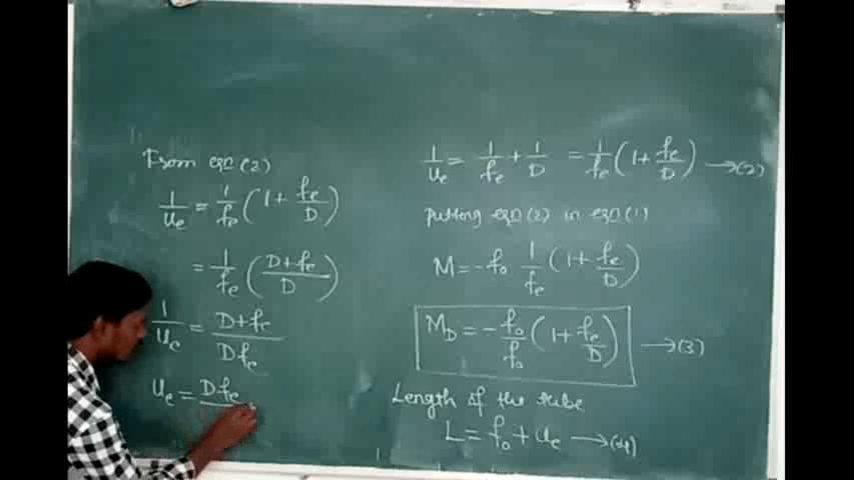 From eqn (2)
1/ue = 1/fe (1 + fe/D)
= 1/fe (D+fe/D)
1/ue = D+fe/Dfe
ue = Dfe/
1/ue = 1/fe + 1/D = 1/fe (1 + fe/D) → (2)
putting eqn (2) in eqn (1)
M = -fo 1/fe (1 + fe/D)
MD = -fo/fo (1 + fe/D) → (3)
Length of the tube
L = fo + ue → (4)